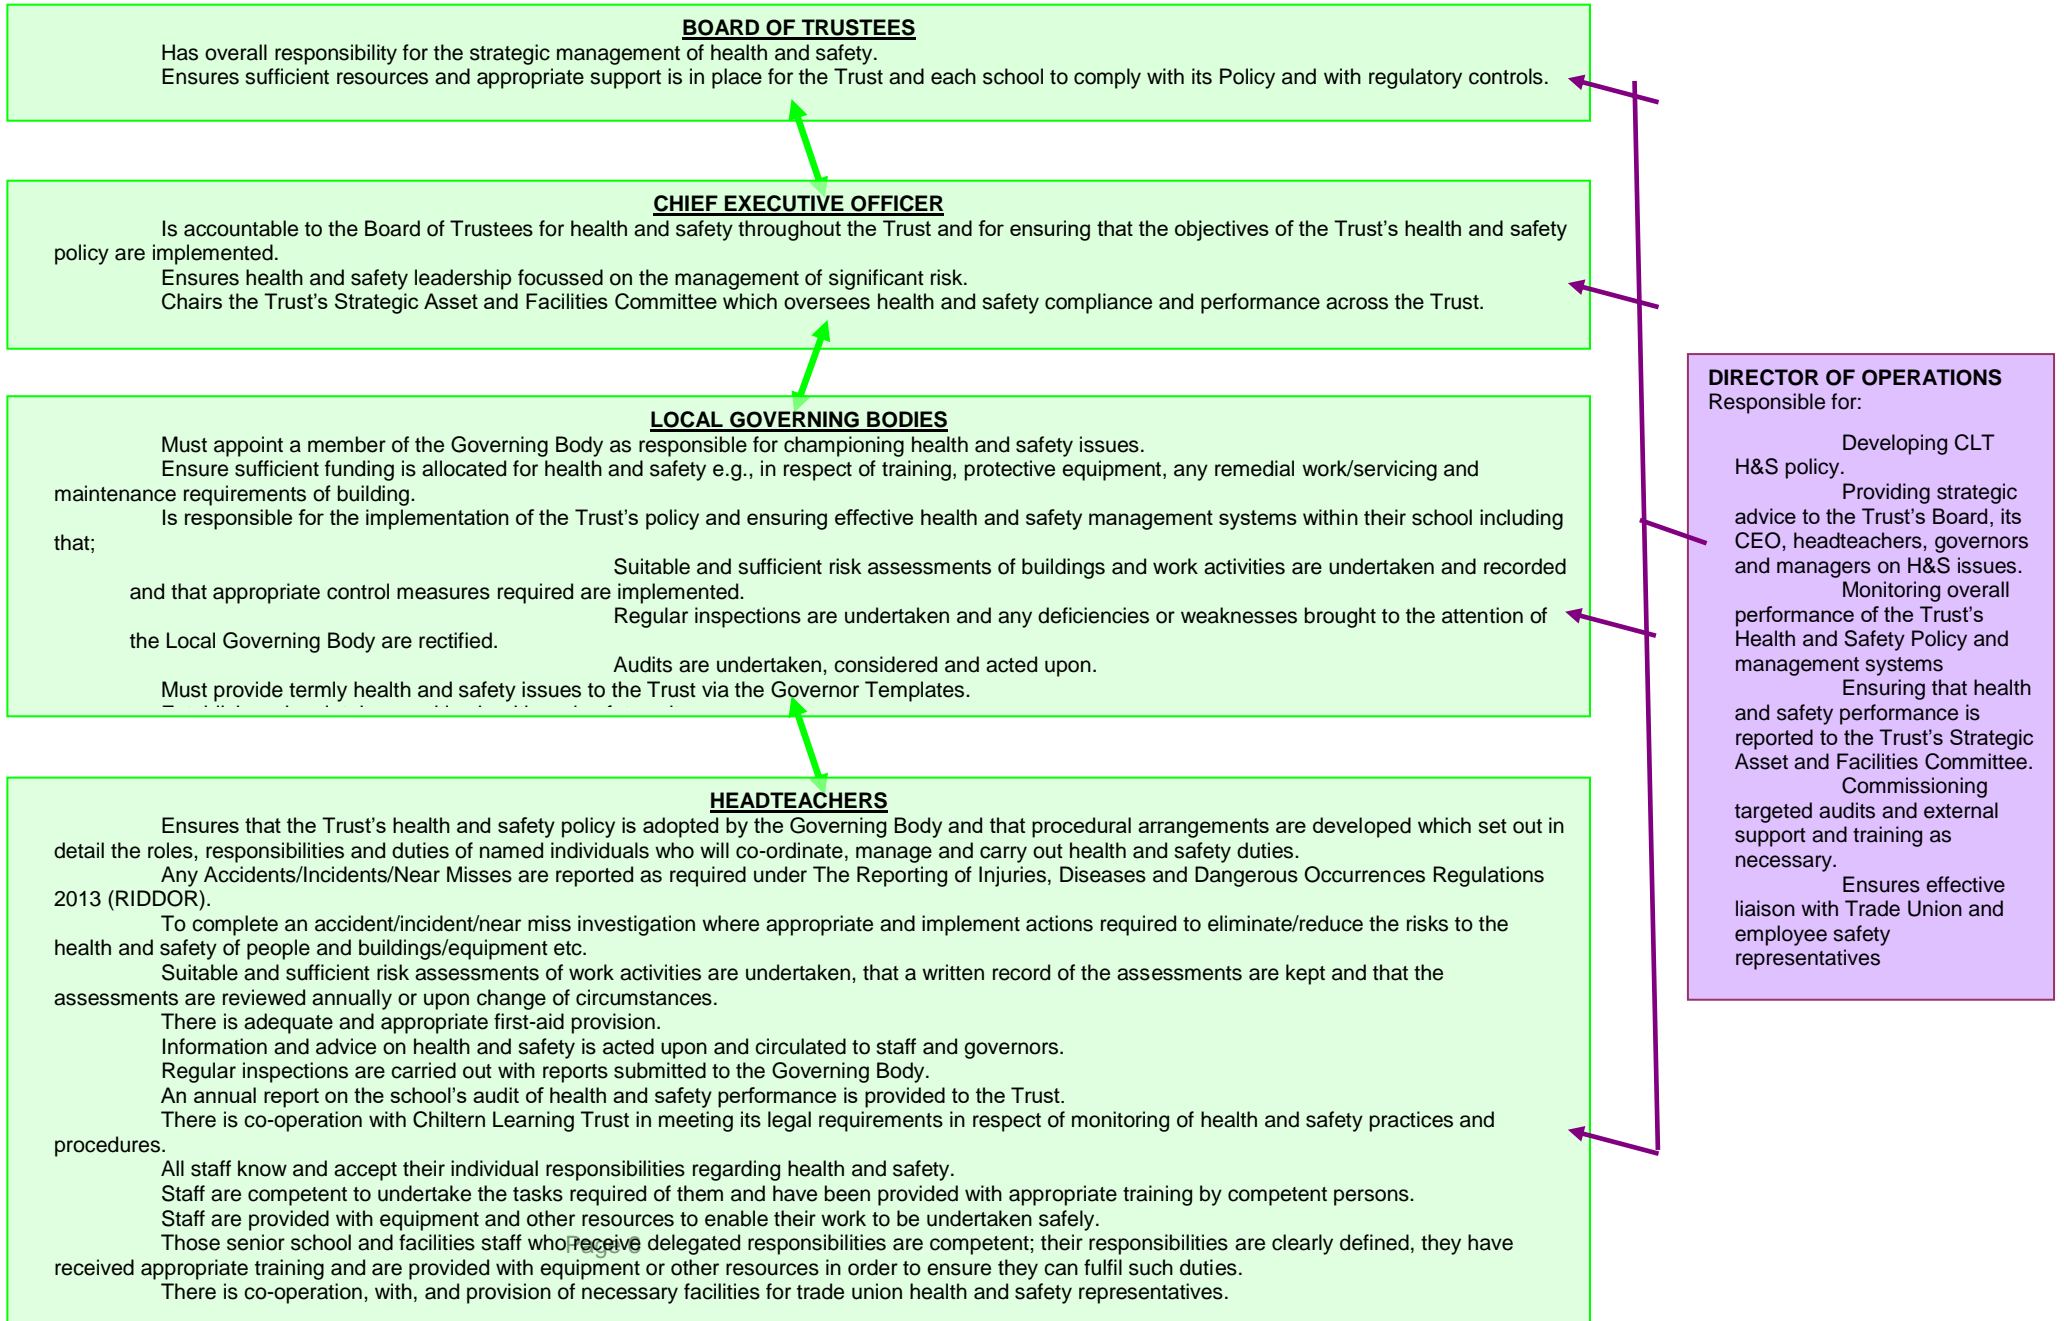 BOARD OF TRUSTEES
Has overall responsibility for the strategic management of health and safety.
Ensures sufficient resources and appropriate support is in place for the Trust and each school to comply with its Policy and with regulatory controls.
CHIEF EXECUTIVE OFFICER
Is accountable to the Board of Trustees for health and safety throughout the Trust and for ensuring that the objectives of the Trust's health and safety
policy are implemented.
Ensures health and safety leadership focussed on the management of significant risk.
Chairs the Trust's Strategic Asset and Facilities Committee which oversees health and safety compliance and performance across the Trust.
LOCAL GOVERNING BODIES
Must appoint a member of the Governing Body as responsible for championing health and safety issues.
Ensure sufficient funding is allocated for health and safety e.g., in respect of training, protective equipment, any remedial work/servicing and
maintenance requirements of building.
Is responsible for the implementation of the Trust's policy and ensuring effective health and safety management systems within their school including
that;
Suitable and sufficient risk assessments of buildings and work activities are undertaken and recorded
and that appropriate control measures required are implemented.
Regular inspections are undertaken and any deficiencies or weaknesses brought to the attention of
the Local Governing Body are rectified.
Audits are undertaken, considered and acted upon.
Must provide termly health and safety issues to the Trust via the Governor Templates.
HEADTEACHERS
Ensures that the Trust's health and safety policy is adopted by the Governing Body and that procedural arrangements are developed which set out in
detail the roles, responsibilities and duties of named individuals who will co-ordinate, manage and carry out health and safety duties.
Any Accidents/Incidents/Near Misses are reported as required under The Reporting of Injuries, Diseases and Dangerous Occurrences Regulations
2013 (RIDDOR).
To complete an accident/incident/near miss investigation where appropriate and implement actions required to eliminate/reduce the risks to the
health and safety of people and buildings/equipment etc.
Suitable and sufficient risk assessments of work activities are undertaken, that a written record of the assessments are kept and that the
assessments are reviewed annually or upon change of circumstances.
There is adequate and appropriate first-aid provision.
Information and advice on health and safety is acted upon and circulated to staff and governors.
Regular inspections are carried out with reports submitted to the Governing Body.
An annual report on the school's audit of health and safety performance is provided to the Trust.
There is co-operation with Chiltern Learning Trust in meeting its legal requirements in respect of monitoring of health and safety practices and
procedures.
All staff know and accept their individual responsibilities regarding health and safety.
Staff are competent to undertake the tasks required of them and have been provided with appropriate training by competent persons.
Staff are provided with equipment and other resources to enable their work to be undertaken safely.
Those senior school and facilities staff who receive delegated responsibilities are competent; their responsibilities are clearly defined, they have
received appropriate training and are provided with equipment or other resources in order to ensure they can fulfil such duties.
There is co-operation, with, and provision of necessary facilities for trade union health and safety representatives.
Page
DIRECTOR OF OPERATIONS
Responsible for:
Developing CLT
H&S policy.
Providing strategic
advice to the Trust's Board, its
CEO, headteachers, governors
and managers on H&S issues.
Monitoring overall
performance of the Trust's
Health and Safety Policy and
management systems
Ensuring that health
and safety performance is
reported to the Trust's Strategic
Asset and Facilities Committee.
Commissioning
targeted audits and external
support and training as
necessary.
Ensures effective
liaison with Trade Union and
employee safety
representatives